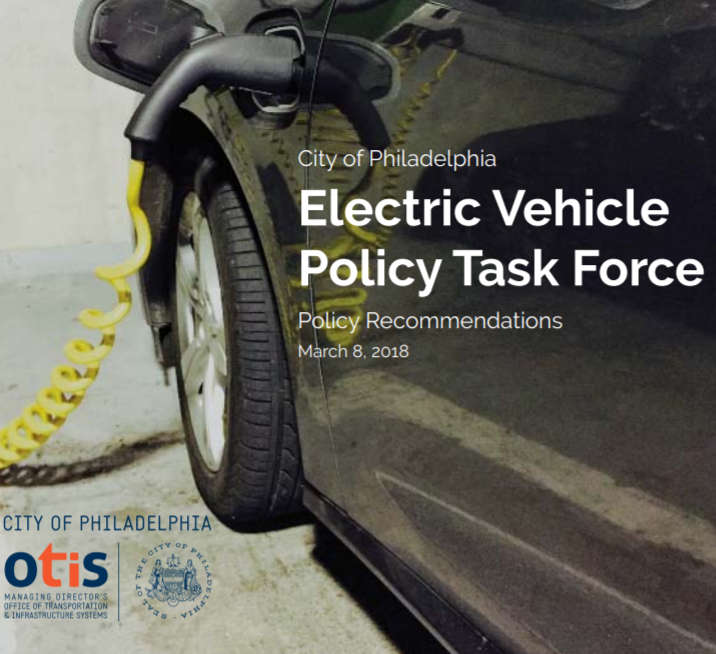 City of Philadelphia
Electric Vehicle
Policy Task Force
Policy Recommendations
March 8, 2018
CITY OF PHILADELPHIA
otis
MANAGING DIRECTOR'S
OFFICE OF TRANSPORTATION
& INFRASTRUCTURE SYSTEMS
SEAL OF THE CITY OF PHILADELPHIA